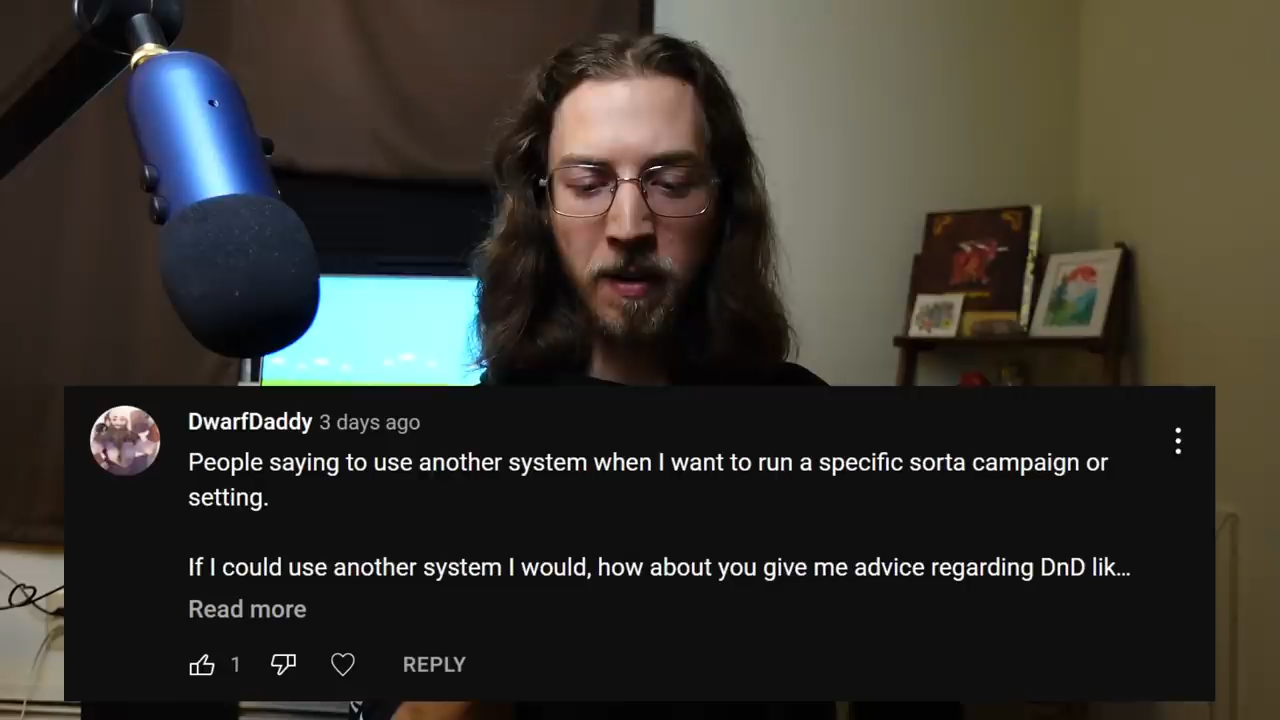 DwarfDaddy 3 days ago
People saying to use another system when I want to run a specific sorta campaign or
setting.
If I could use another system I would, how about you give me advice regarding DnD lik…
Read more
1
REPLY